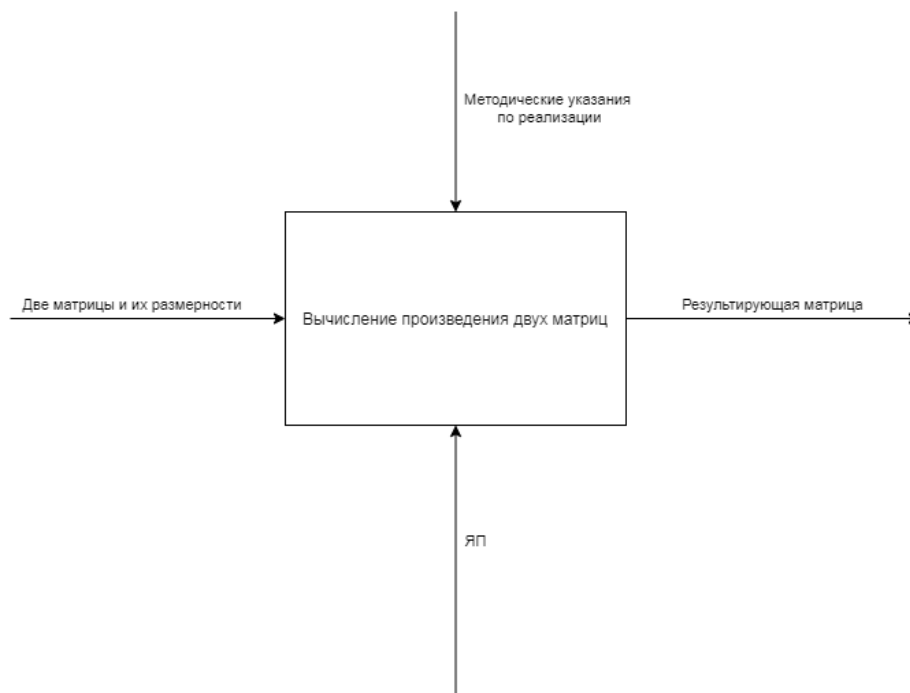 Методические указания
по реализации
Две матрицы и их размерности
Вычисление произведения двух матриц
Результирующая матрица
ЯП